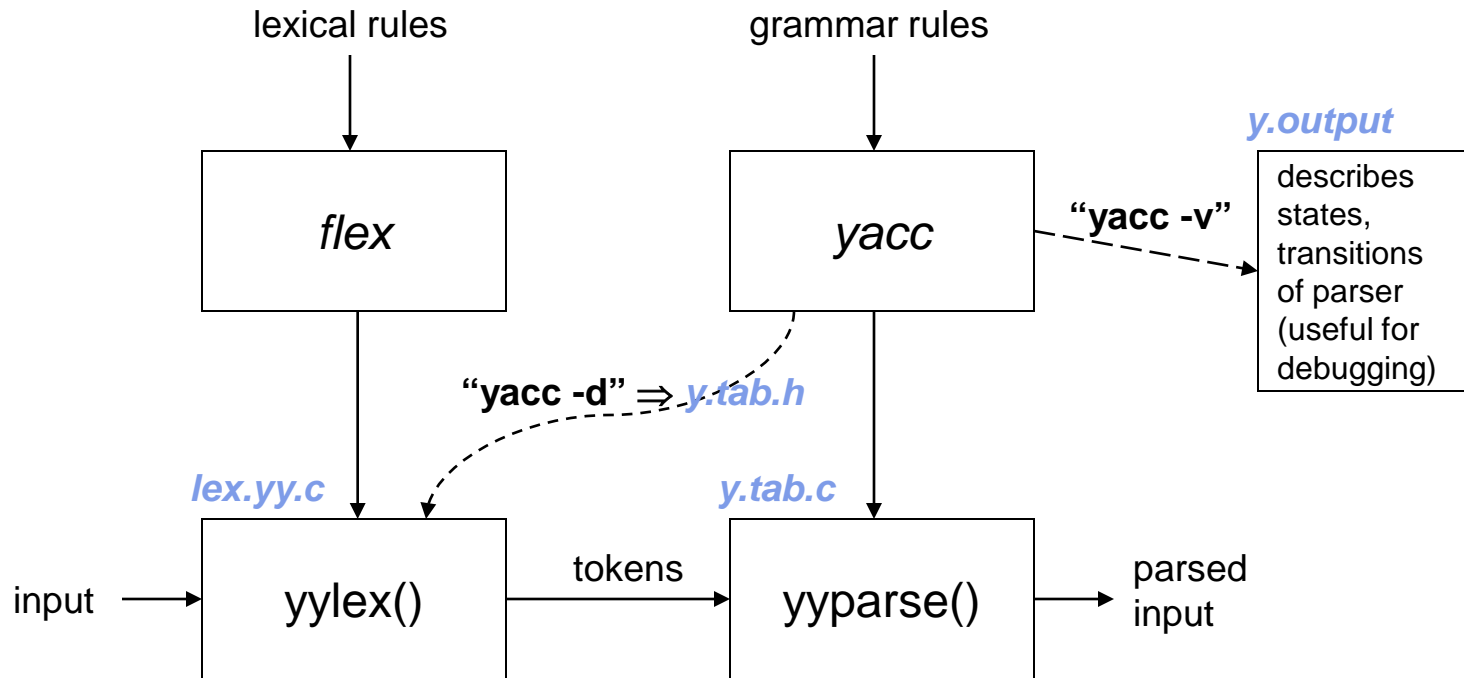 lexical rules
grammar rules
y.output
flex
yacc
“yacc -v”
describes
states,
transitions
of parser
(useful for
debugging)
“yacc -d” ⇒ y.tab.h
lex.yy.c
y.tab.c
input
yylex()
tokens
yyparse()
parsed
input